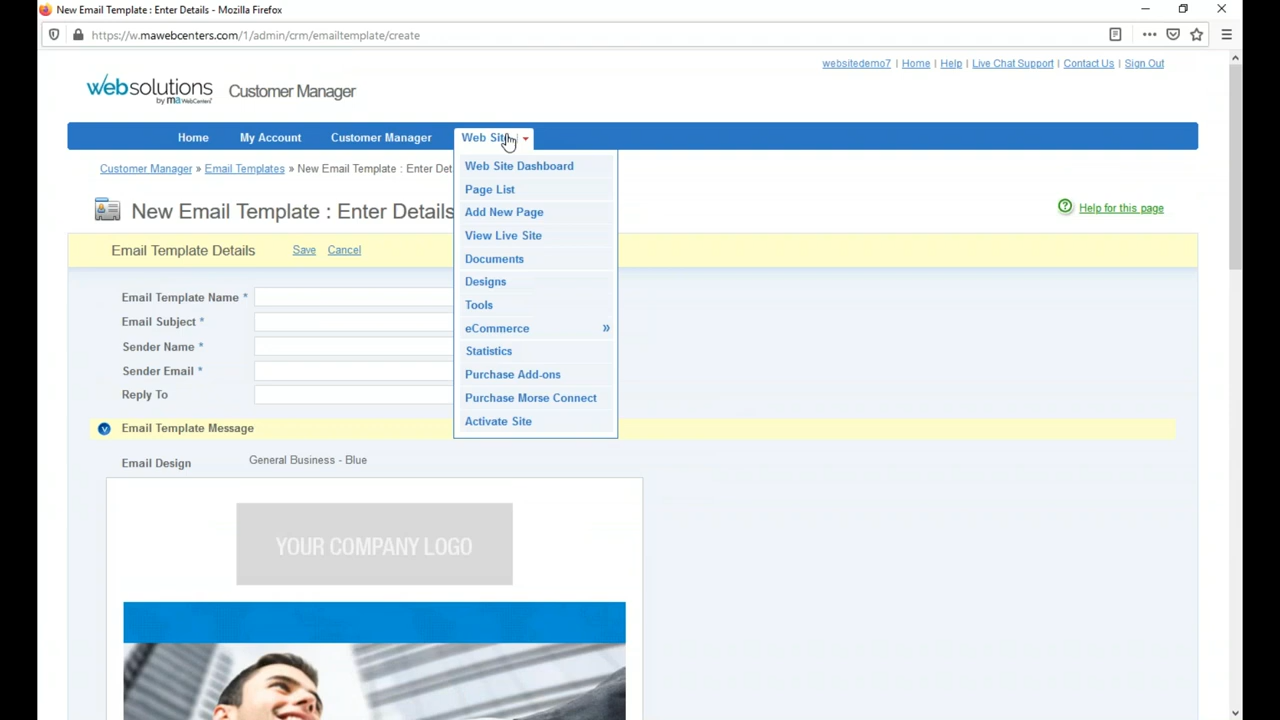 New Email Template : Enter Details - Mozilla Firefox
https://w.mawebcenters.com/1/admin/crm/emailtemplate/create
websitedemo7 | Home | Help | Live Chat Support | Contact Us | Sign Out
websolutions
by ma WebCenters
Customer Manager
Home My Account Customer Manager Web Site
Customer Manager » Email Templates » New Email Template : Enter Det
New Email Template : Enter Details
Help for this page
Email Template Details Save Cancel
Email Template Name *
Email Subject *
Sender Name *
Sender Email *
Reply To
Web Site Dashboard
Page List
Add New Page
View Live Site
Documents
Designs
Tools
eCommerce »
Statistics
Purchase Add-ons
Purchase Morse Connect
Activate Site
Email Template Message
Email Design General Business - Blue
YOUR COMPANY LOGO